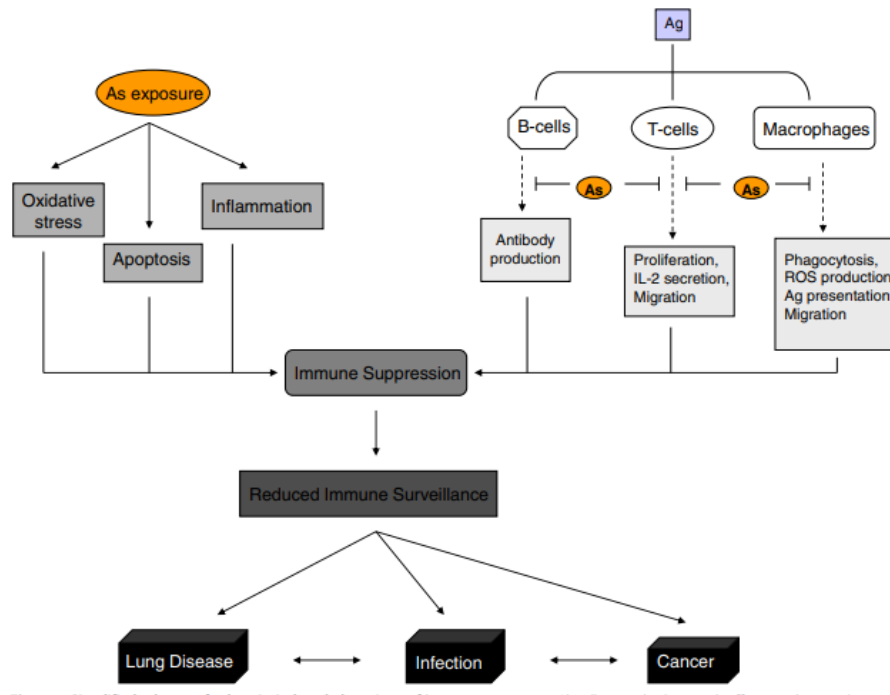 Ag
As exposure
B-cells
T-cells
Macrophages
As
As
Oxidative
stress
Inflammation
Apoptosis
Antibody
production
Proliferation,
IL-2 secretion,
Migration
Phagocytosis,
ROS production
Ag presentation
Migration
Immune Suppression
Reduced Immune Surveillance
Lung Disease
Infection
Cancer